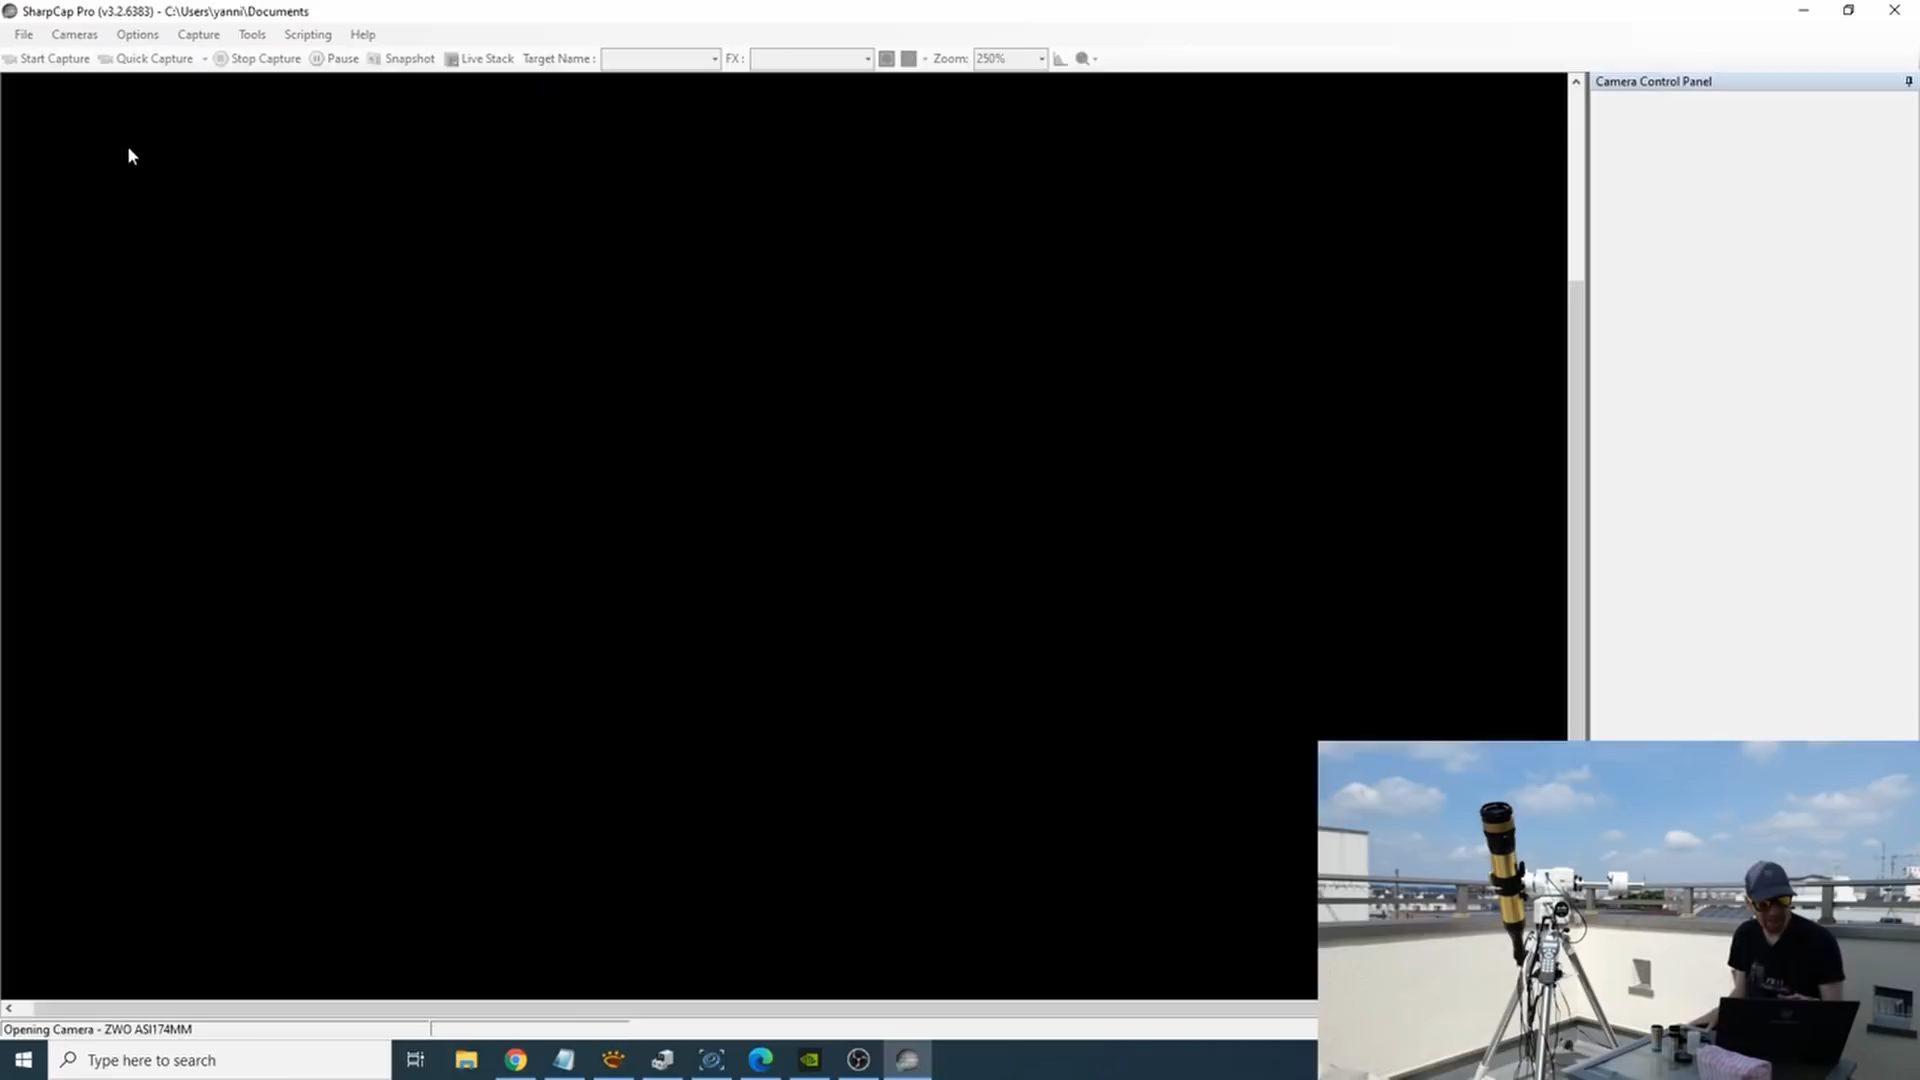 SharpCap Pro (v3.2.6383) - C:\Users\yanni\Documents
File Cameras Options Capture Tools Scripting Help
Start Capture Quick Capture Stop Capture Pause Snapshot Live Stack Target Name : FX : Zoom: 250%
Camera Control Panel
Opening Camera - ZWO ASI174MM
Type here to search